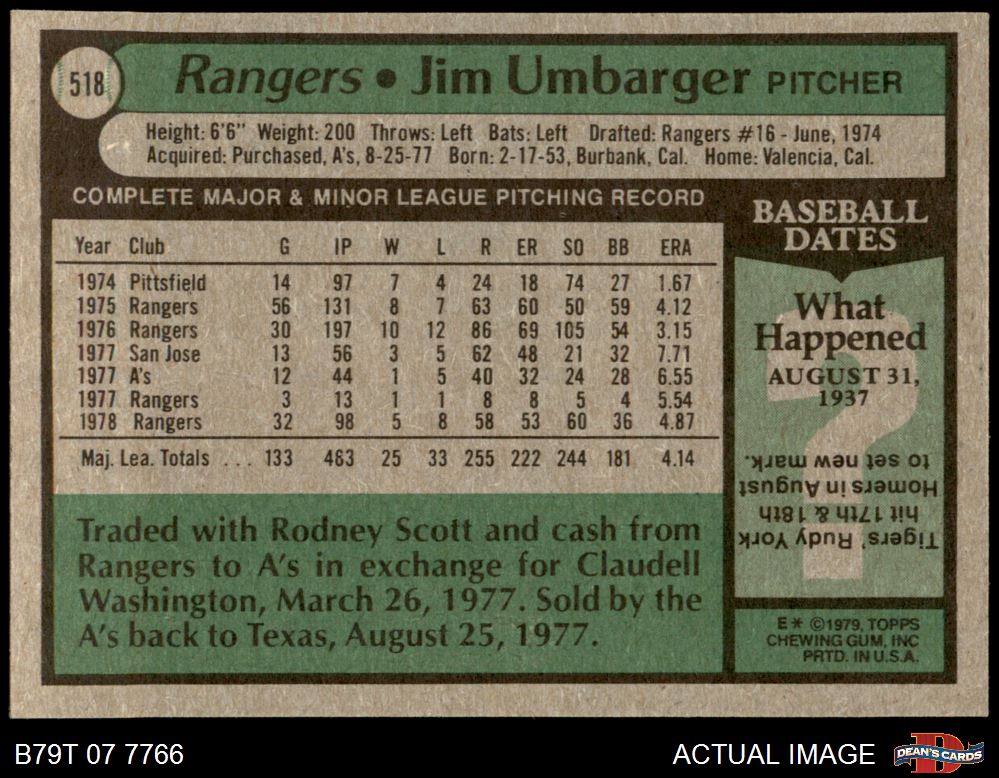 518
Rangers • Jim Umbarger PITCHER
Height: 6'6" Weight: 200 Throws: Left Bats: Left Drafted: Rangers #16 - June, 1974
Acquired: Purchased, A's, 8-25-77 Born: 2-17-53, Burbank, Cal. Home: Valencia, Cal.
COMPLETE MAJOR & MINOR LEAGUE PITCHING RECORD
Year Club G IP W L R ER SO BB ERA
1974 Pittsfield 14 97 7 4 24 18 74 27 1.67
1975 Rangers 56 131 8 7 63 60 50 59 4.12
1976 Rangers 30 197 10 12 86 69 105 54 3.15
1977 San Jose 13 56 3 5 62 48 21 32 7.71
1977 A's 12 44 1 5 40 32 24 28 6.55
1977 Rangers 3 13 1 1 8 8 5 4 5.54
1978 Rangers 32 98 5 8 58 53 60 36 4.87
Maj. Lea. Totals ... 133 483 25 33 255 222 244 181 4.14
Traded with Rodney Scott and cash from
Rangers to A's in exchange for Claudell
Washington, March 26, 1977. Sold by the
A's back to Texas, August 25, 1977.
BASEBALL
DATES
What
Happened
AUGUST 31,
1937
Tigers' Rudy York
hit 17th & 18th
Homers in August
to set new mark.
E* ©1979, TOPPS
CHEWING GUM, INC
PRTD. IN U.S.A.
B79T 07 7766
ACTUAL IMAGE
D
DEAN'S CARDS